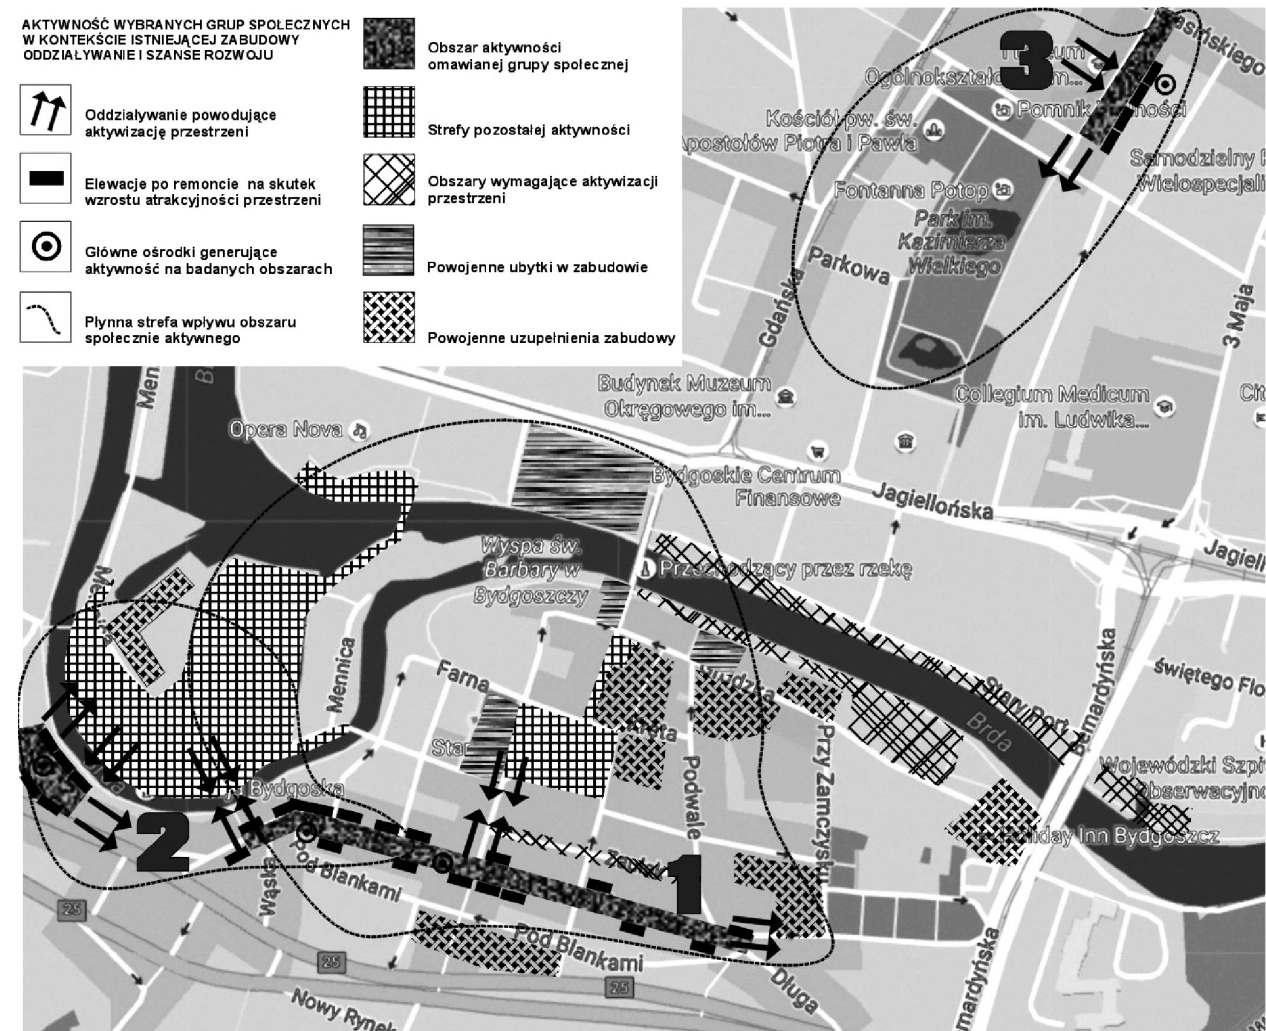 AKTYWNOŚĆ WYBRANYCH GRUP SPOŁECZNYCH
W KONTEKŚCIE ISTNIEJĄCEJ ZABUDOWY
ODDZIAŁYWANIE I SZANSE ROZWOJU
Oddziaływanie powodujące
aktywizację przestrzeni
Elewacje po remoncie na skutek
wzrostu atrakcyjności przestrzeni
Główne ośrodki generujące
aktywność na badanych obszarach
Płynna strefa wpływu obszaru
społecznie aktywnego
Obszar aktywności
omawianej grupy społecznej
Strefy pozostałej aktywności
Obszary wymagające aktywizacji
przestrzeni
Powojenne ubytki w zabudowie
Powojenne uzupełnienia zabudowy
3
Kościół pw. św.
Apostołów Piotra i Pawła
Fontanna Potop
Park im.
Kazimierza
Wielkiego
Parkowa
Gdańska
3 Maja
Samodzielny
Wielospecjali
Budynek Muzeum
Okręgowego im...
Collegium Medicum
im. Ludwika...
Cit
Opera Nova
Bydgoskie Centrum
Finansowe
Jagiellońska
Jagiell
Wyspa św.
Barbary w
Bydgoszczy
Przechodzący przez rzekę
Mennica
Farna
Stary Port
Brda
Bernardyńska
świętego Flo
Podwale
Przy Zamczysku
Wojewódzki Szpi
bserwacyjno
Holiday Inn Bydgoszcz
2
1
Wąska
Pod Blankami
Pod Blankami
25
25
25
Długa
Nowy Rynek
rnardyńska